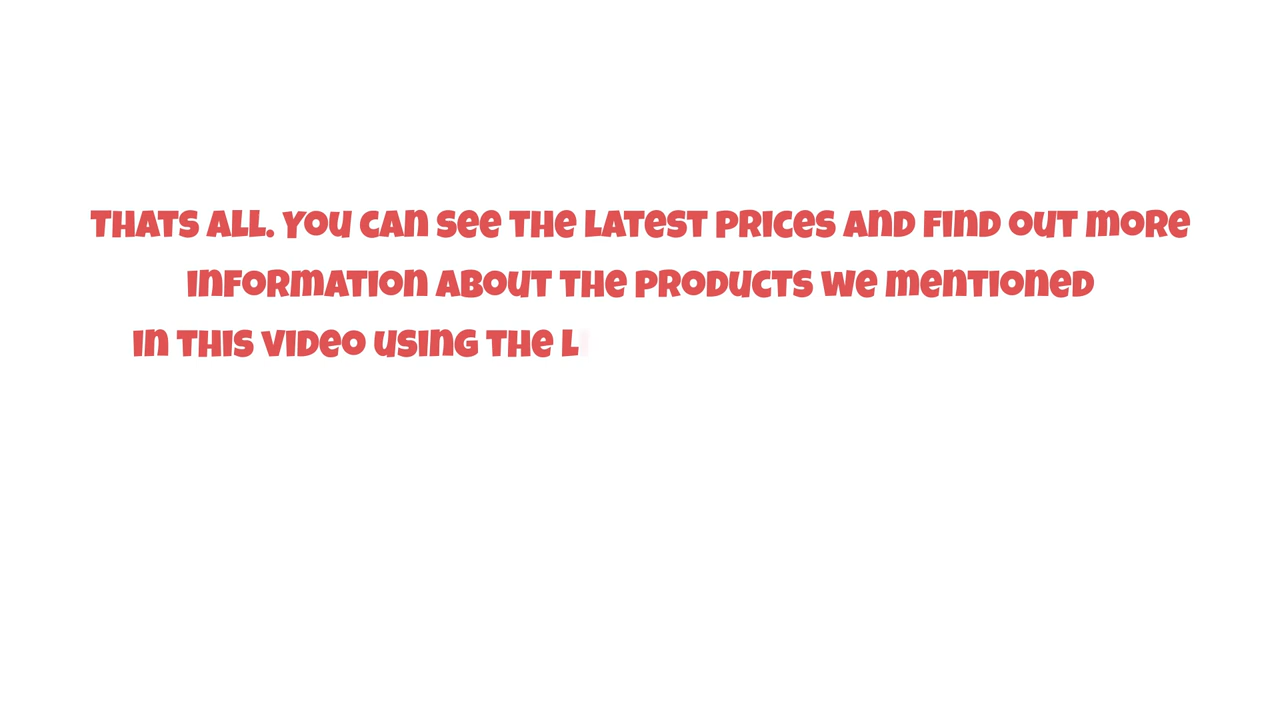 THATS ALL. YOU CAN SEE THE LATEST PRICES AND FIND OUT MORE
INFORMATION ABOUT THE PRODUCTS WE MENTIONED
IN THIS VIDEO USING THE L